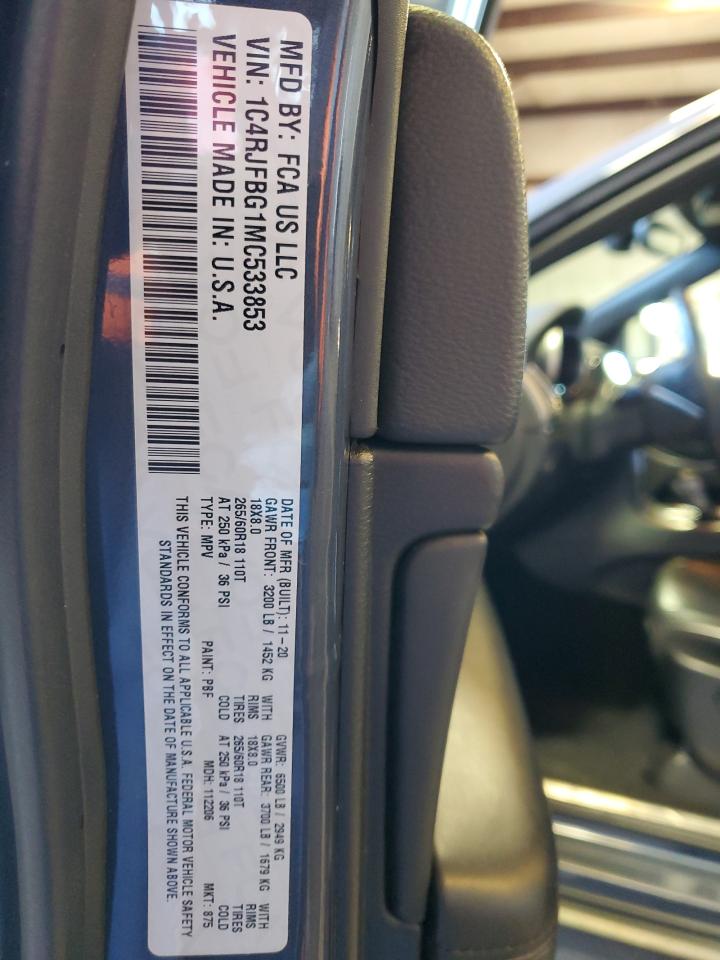 MFD BY: FCA US LLC
VIN: 1C4RJFBG1MC533853
VEHICLE MADE IN: U.S.A.
DATE OF MFR (BUILT): 11-20 GVWR: 6500 LB / 2949 KG
GAWR FRONT: 3200 LB / 1452 KG WITH GAWR REAR: 3700 LB / 1679 KG WITH
18X8.0 RIMS 18X8.0 RIMS
265/60R18 110T TIRES 265/60R18 110T TIRES
AT 250 kPa / 36 PSI COLD AT 250 kPa / 36 PSI COLD
TYPE: MPV PAINT: PBF MDH: 112206 MKT: 875
THIS VEHICLE CONFORMS TO ALL APPLICABLE U.S.A. FEDERAL MOTOR VEHICLE SAFETY
STANDARDS IN EFFECT ON THE DATE OF MANUFACTURE SHOWN ABOVE.